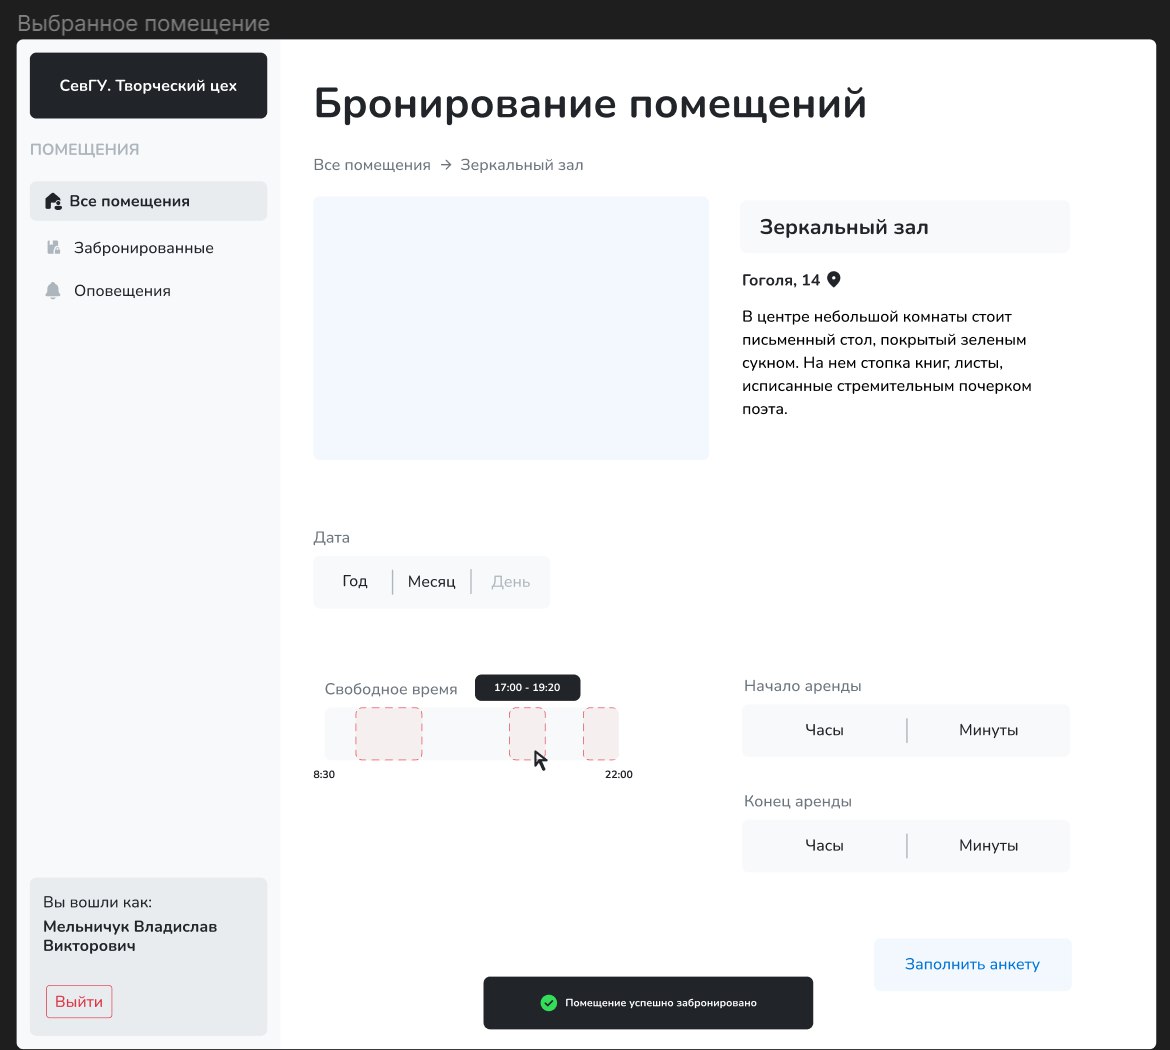 Выбранное помещение
СевГУ. Творческий цех
ПОМЕЩЕНИЯ
Все помещения
Забронированные
Оповещения
Вы вошли как:
Мельничук Владислав
Викторович
Выйти
Бронирование помещений
Все помещения → Зеркальный зал
Зеркальный зал
Гоголя, 14
В центре небольшой комнаты стоит
письменный стол, покрытый зеленым
сукном. На нем стопка книг, листы,
исписанные стремительным почерком
поэта.
Дата
Год Месяц День
Свободное время
17:00 - 19:20
8:30 22:00
Начало аренды
Часы Минуты
Конец аренды
Часы Минуты
Заполнить анкету
Помещение успешно забронировано